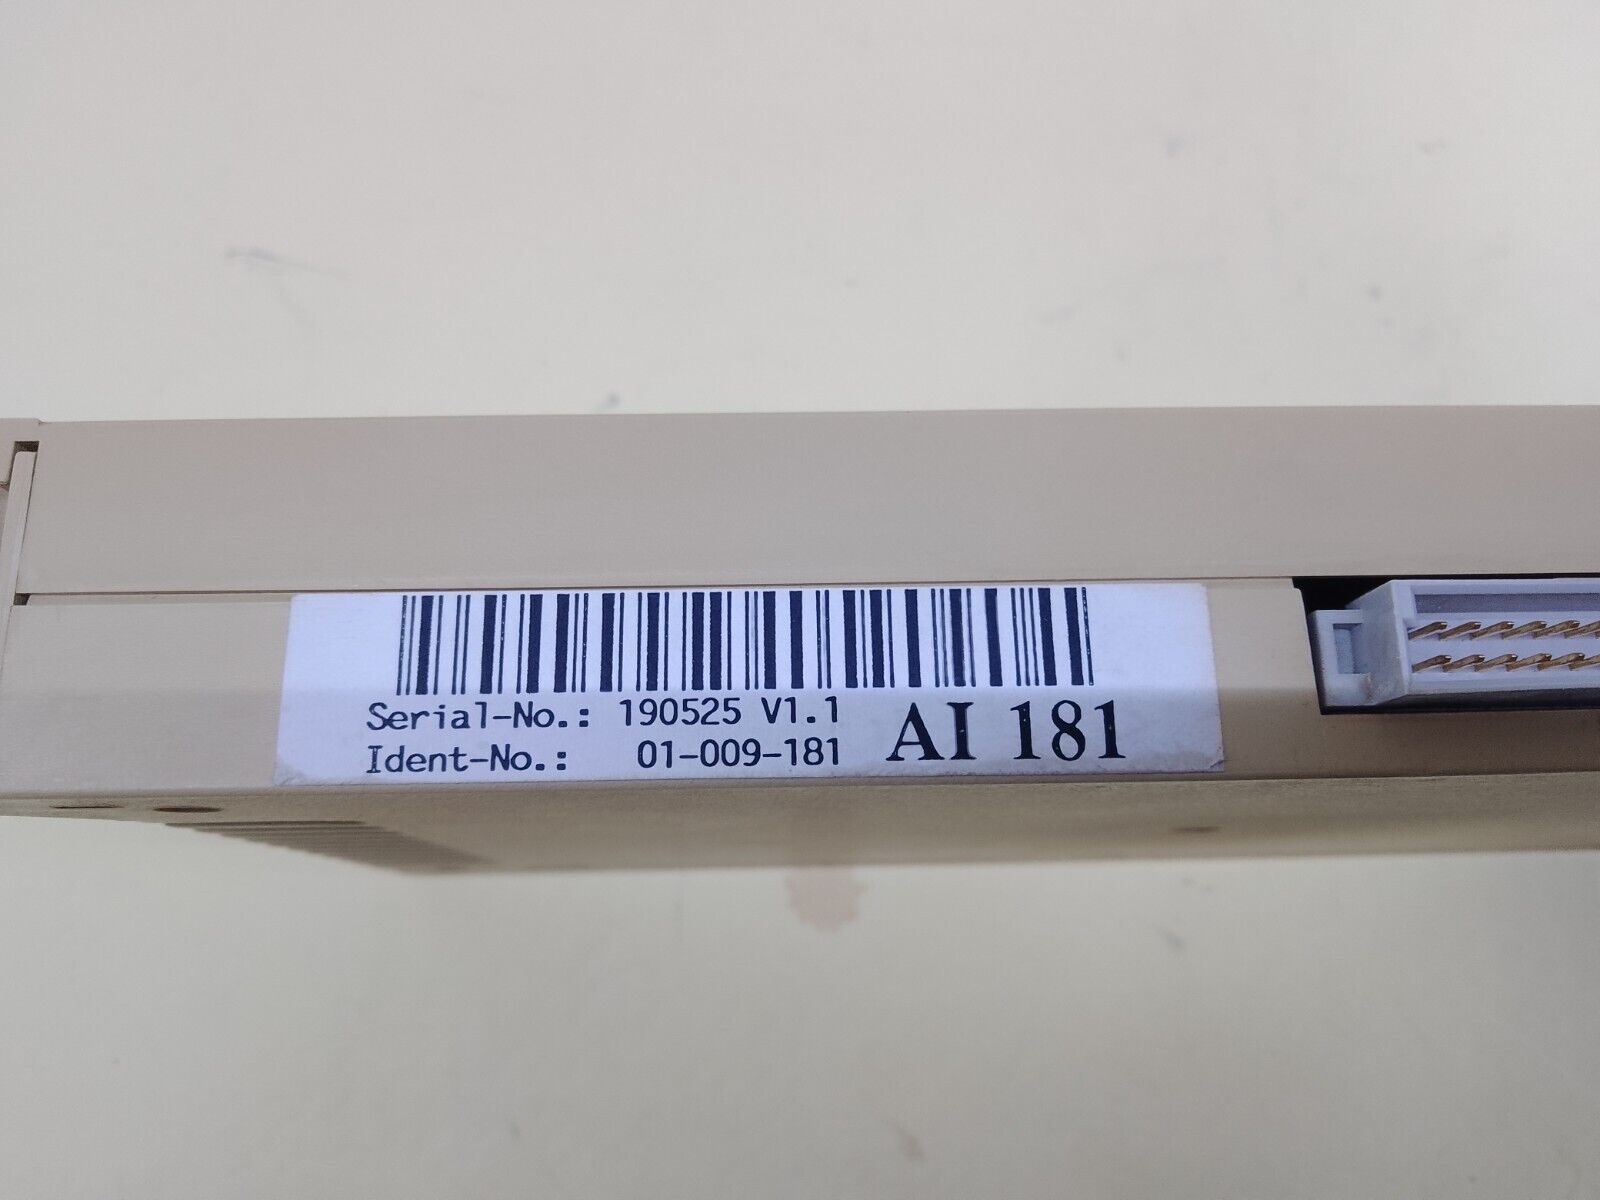 Serial-No.: 190525 V1.1
Ident-No.: 01-009-181 AI 181